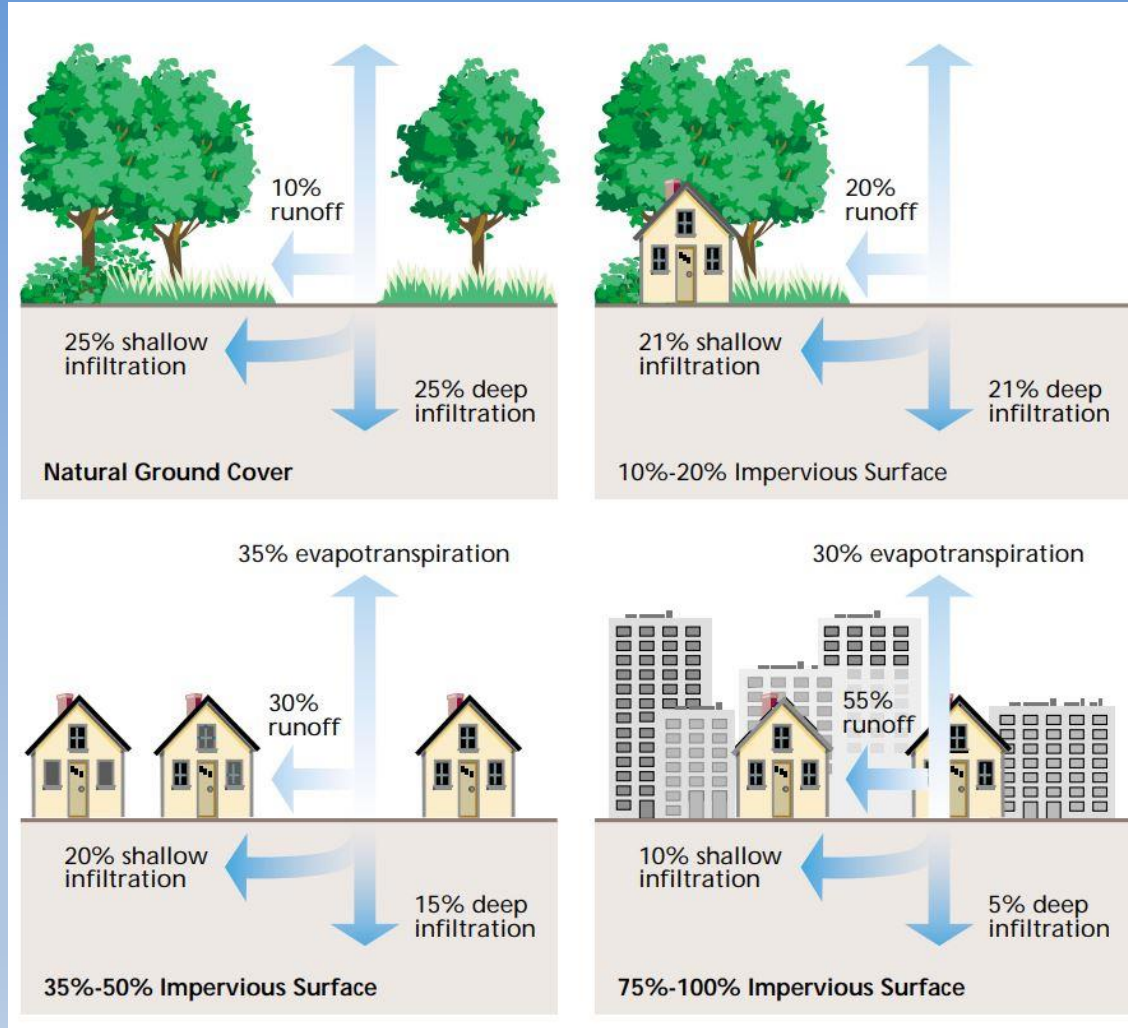 10%
runoff
25% shallow
infiltration
25% deep
infiltration
Natural Ground Cover
20%
runoff
21% shallow
infiltration
21% deep
infiltration
10%-20% Impervious Surface
35% evapotranspiration
30%
runoff
20% shallow
infiltration
15% deep
infiltration
35%-50% Impervious Surface
30% evapotranspiration
55%
runoff
10% shallow
infiltration
5% deep
infiltration
75%-100% Impervious Surface